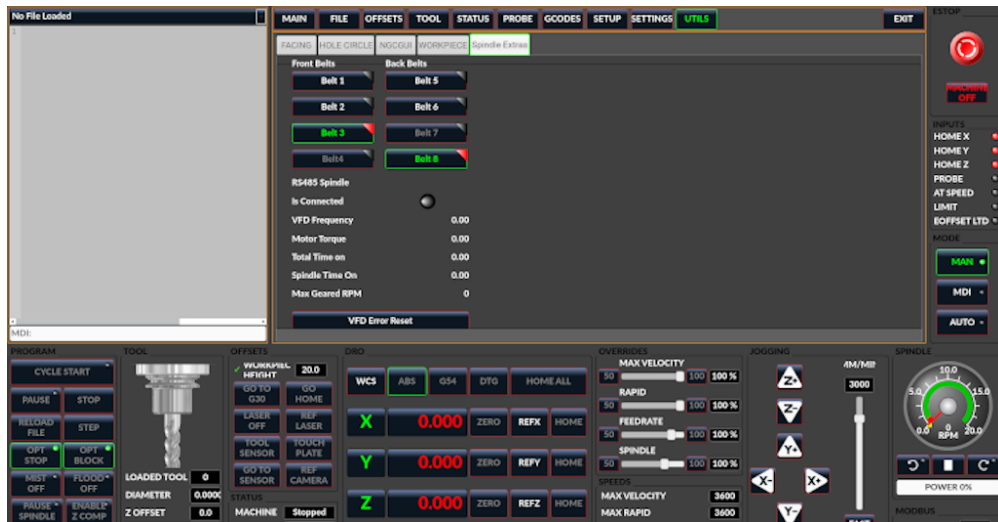 No File Loaded
1
MDI:
MAIN FILE OFFSETS TOOL STATUS PROBE GCODES SETUP SETTINGS UTILS EXIT
FACING HOLE CIRCLE NGCGUI WORKPIECE Spindle Extras
Front Belts Back Belts
Belt 1 Belt 5
Belt 2 Belt 6
Belt 3 Belt 7
Belt4 Belt 8
RS485 Spindle
Is Connected
VFD Frequency 0.00
Motor Torque 0.00
Total Time on 0.00
Spindle Time On 0.00
Max Geared RPM 0
VFD Error Reset
ESTOP
MACHINE
OFF
INPUTS
HOME X
HOME Y
HOME Z
PROBE
AT SPEED
LIMIT
EOFFSET LTD
MODE
MAN
MDI
AUTO
PROGRAM
CYCLE START
PAUSE STOP
RELOAD FILE STEP
OPT STOP OPT BLOCK
MIST OFF FLOOD OFF
PAUSE SPINDLE ENABLE Z COMP
TOOL
LOADED TOOL 0
DIAMETER 0.000
Z OFFSET 0.0
OFFSETS
WORKPIEC HEIGHT 20.0
GO TO G30 GO HOME
LASER OFF REF LASER
TOOL SENSOR TOUCH PLATE
GO TO SENSOR REF CAMERA
STATUS
MACHINE Stopped
DRO
WCS ABS G54 DTG HOME ALL
X 0.000 ZERO REFX HOME
Y 0.000 ZERO REFY HOME
Z 0.000 ZERO REFZ HOME
OVERRIDES
MAX VELOCITY
50 100 100 %
RAPID
50 100 100 %
FEEDRATE
50 100 100 %
SPINDLE
50 100 100 %
SPEEDS
MAX VELOCITY 3600
MAX RAPID 3600
JOGGING
Z+
Z-
Y+
X- X+
Y-
3000
SPINDLE
10.0
5.0 15.0
0.0 0 20.0
RPM
POWER 0%
MODBUS